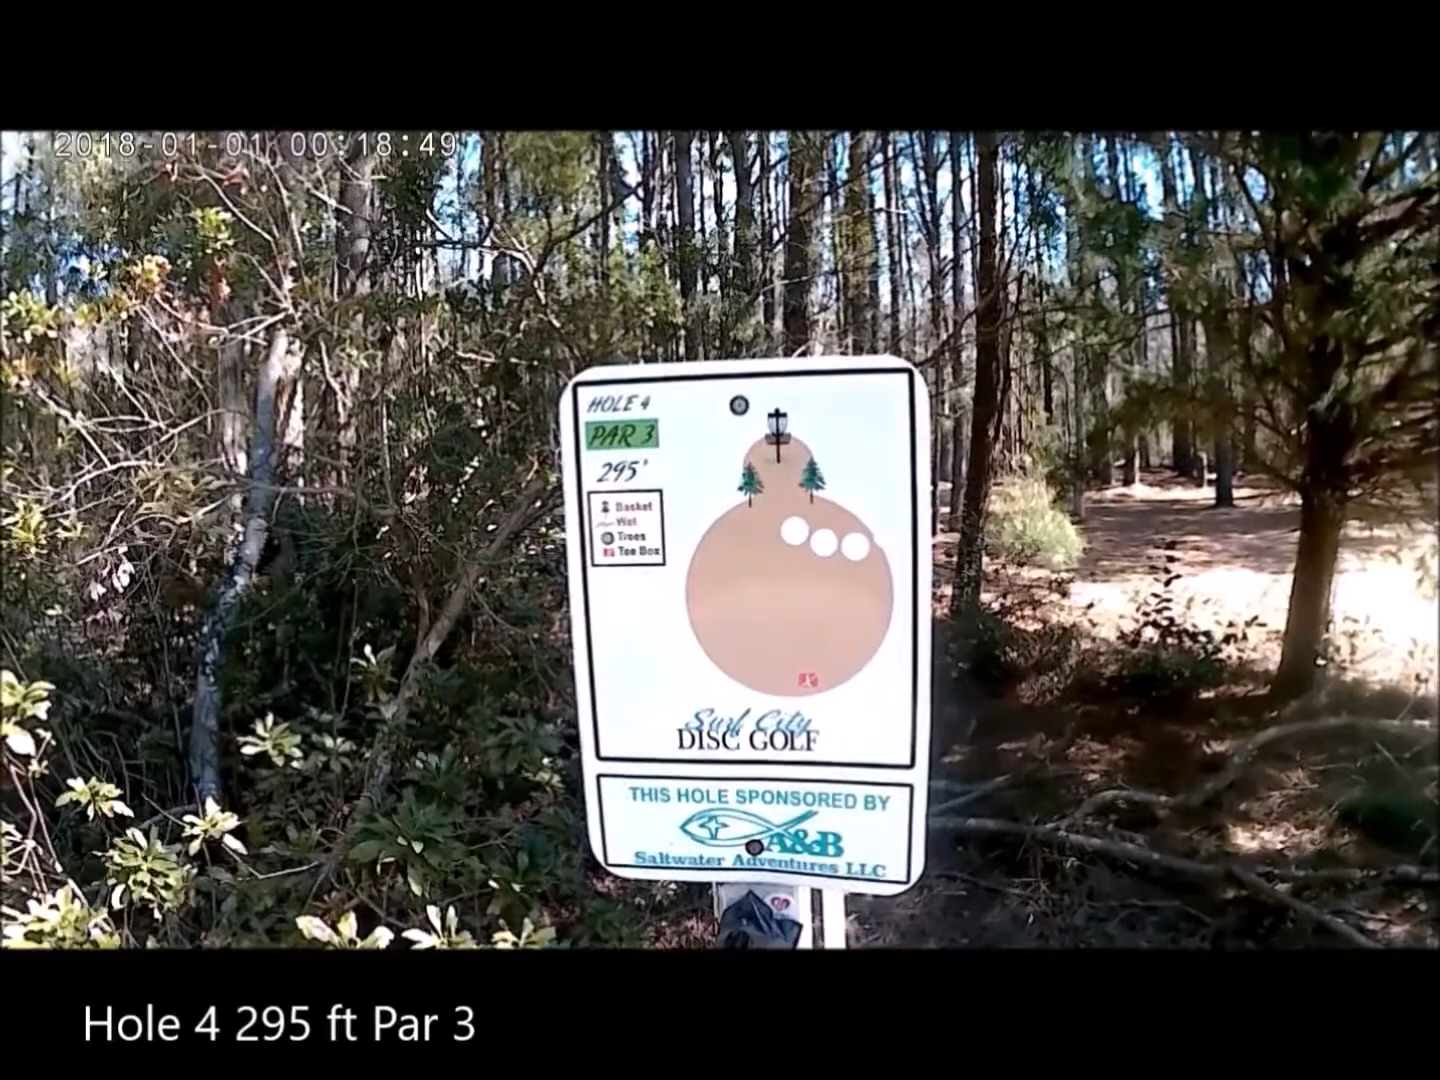 2018-01-01 00:18:49
HOLE 4
PAR 3
295'
Basket
Wet
Trees
Tee Box
Surf City
DISC GOLF
THIS HOLE SPONSORED BY
A&B
Saltwater Adventures LLC
Hole 4 295 ft Par 3